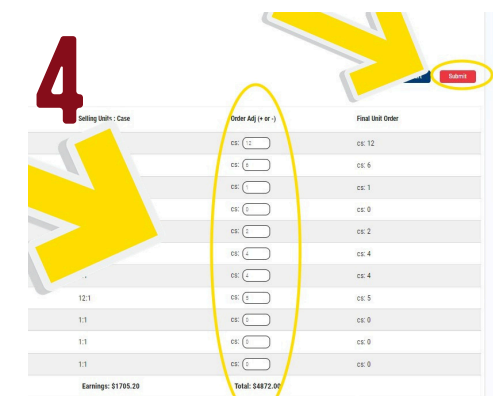 4
Submit
Selling Units : Case Order Adj (+ or -) Final Unit Order
cs: 12 cs: 12
cs: 6 cs: 6
cs: 1 cs: 1
cs: 0 cs: 0
cs: 2 cs: 2
cs: 4 cs: 4
cs: 4 cs: 4
12:1 cs: 5 cs: 5
1:1 cs: 0 cs: 0
1:1 cs: 0 cs: 0
1:1 cs: 0 cs: 0
Earnings: $1705.20 Total: $4872.00